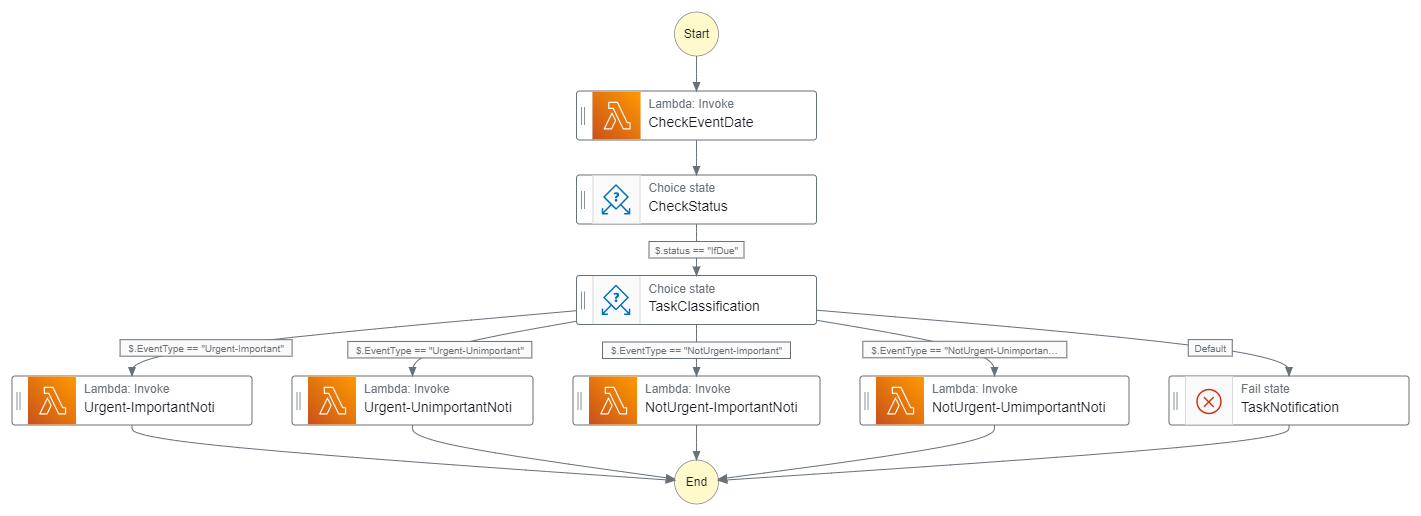 Start
Lambda: Invoke
CheckEventDate
Choice state
CheckStatus
$.status == "IfDue"
Choice state
TaskClassification
$.EventType == "Urgent-Important"
$.EventType == "Urgent-Unimportant"
$.EventType == "NotUrgent-Important"
$.EventType == "NotUrgent-Unimportan...
Default
Lambda: Invoke
Urgent-ImportantNoti
Lambda: Invoke
Urgent-UnimportantNoti
Lambda: Invoke
NotUrgent-ImportantNoti
Lambda: Invoke
NotUrgent-UmimportantNoti
Fail state
TaskNotification
End